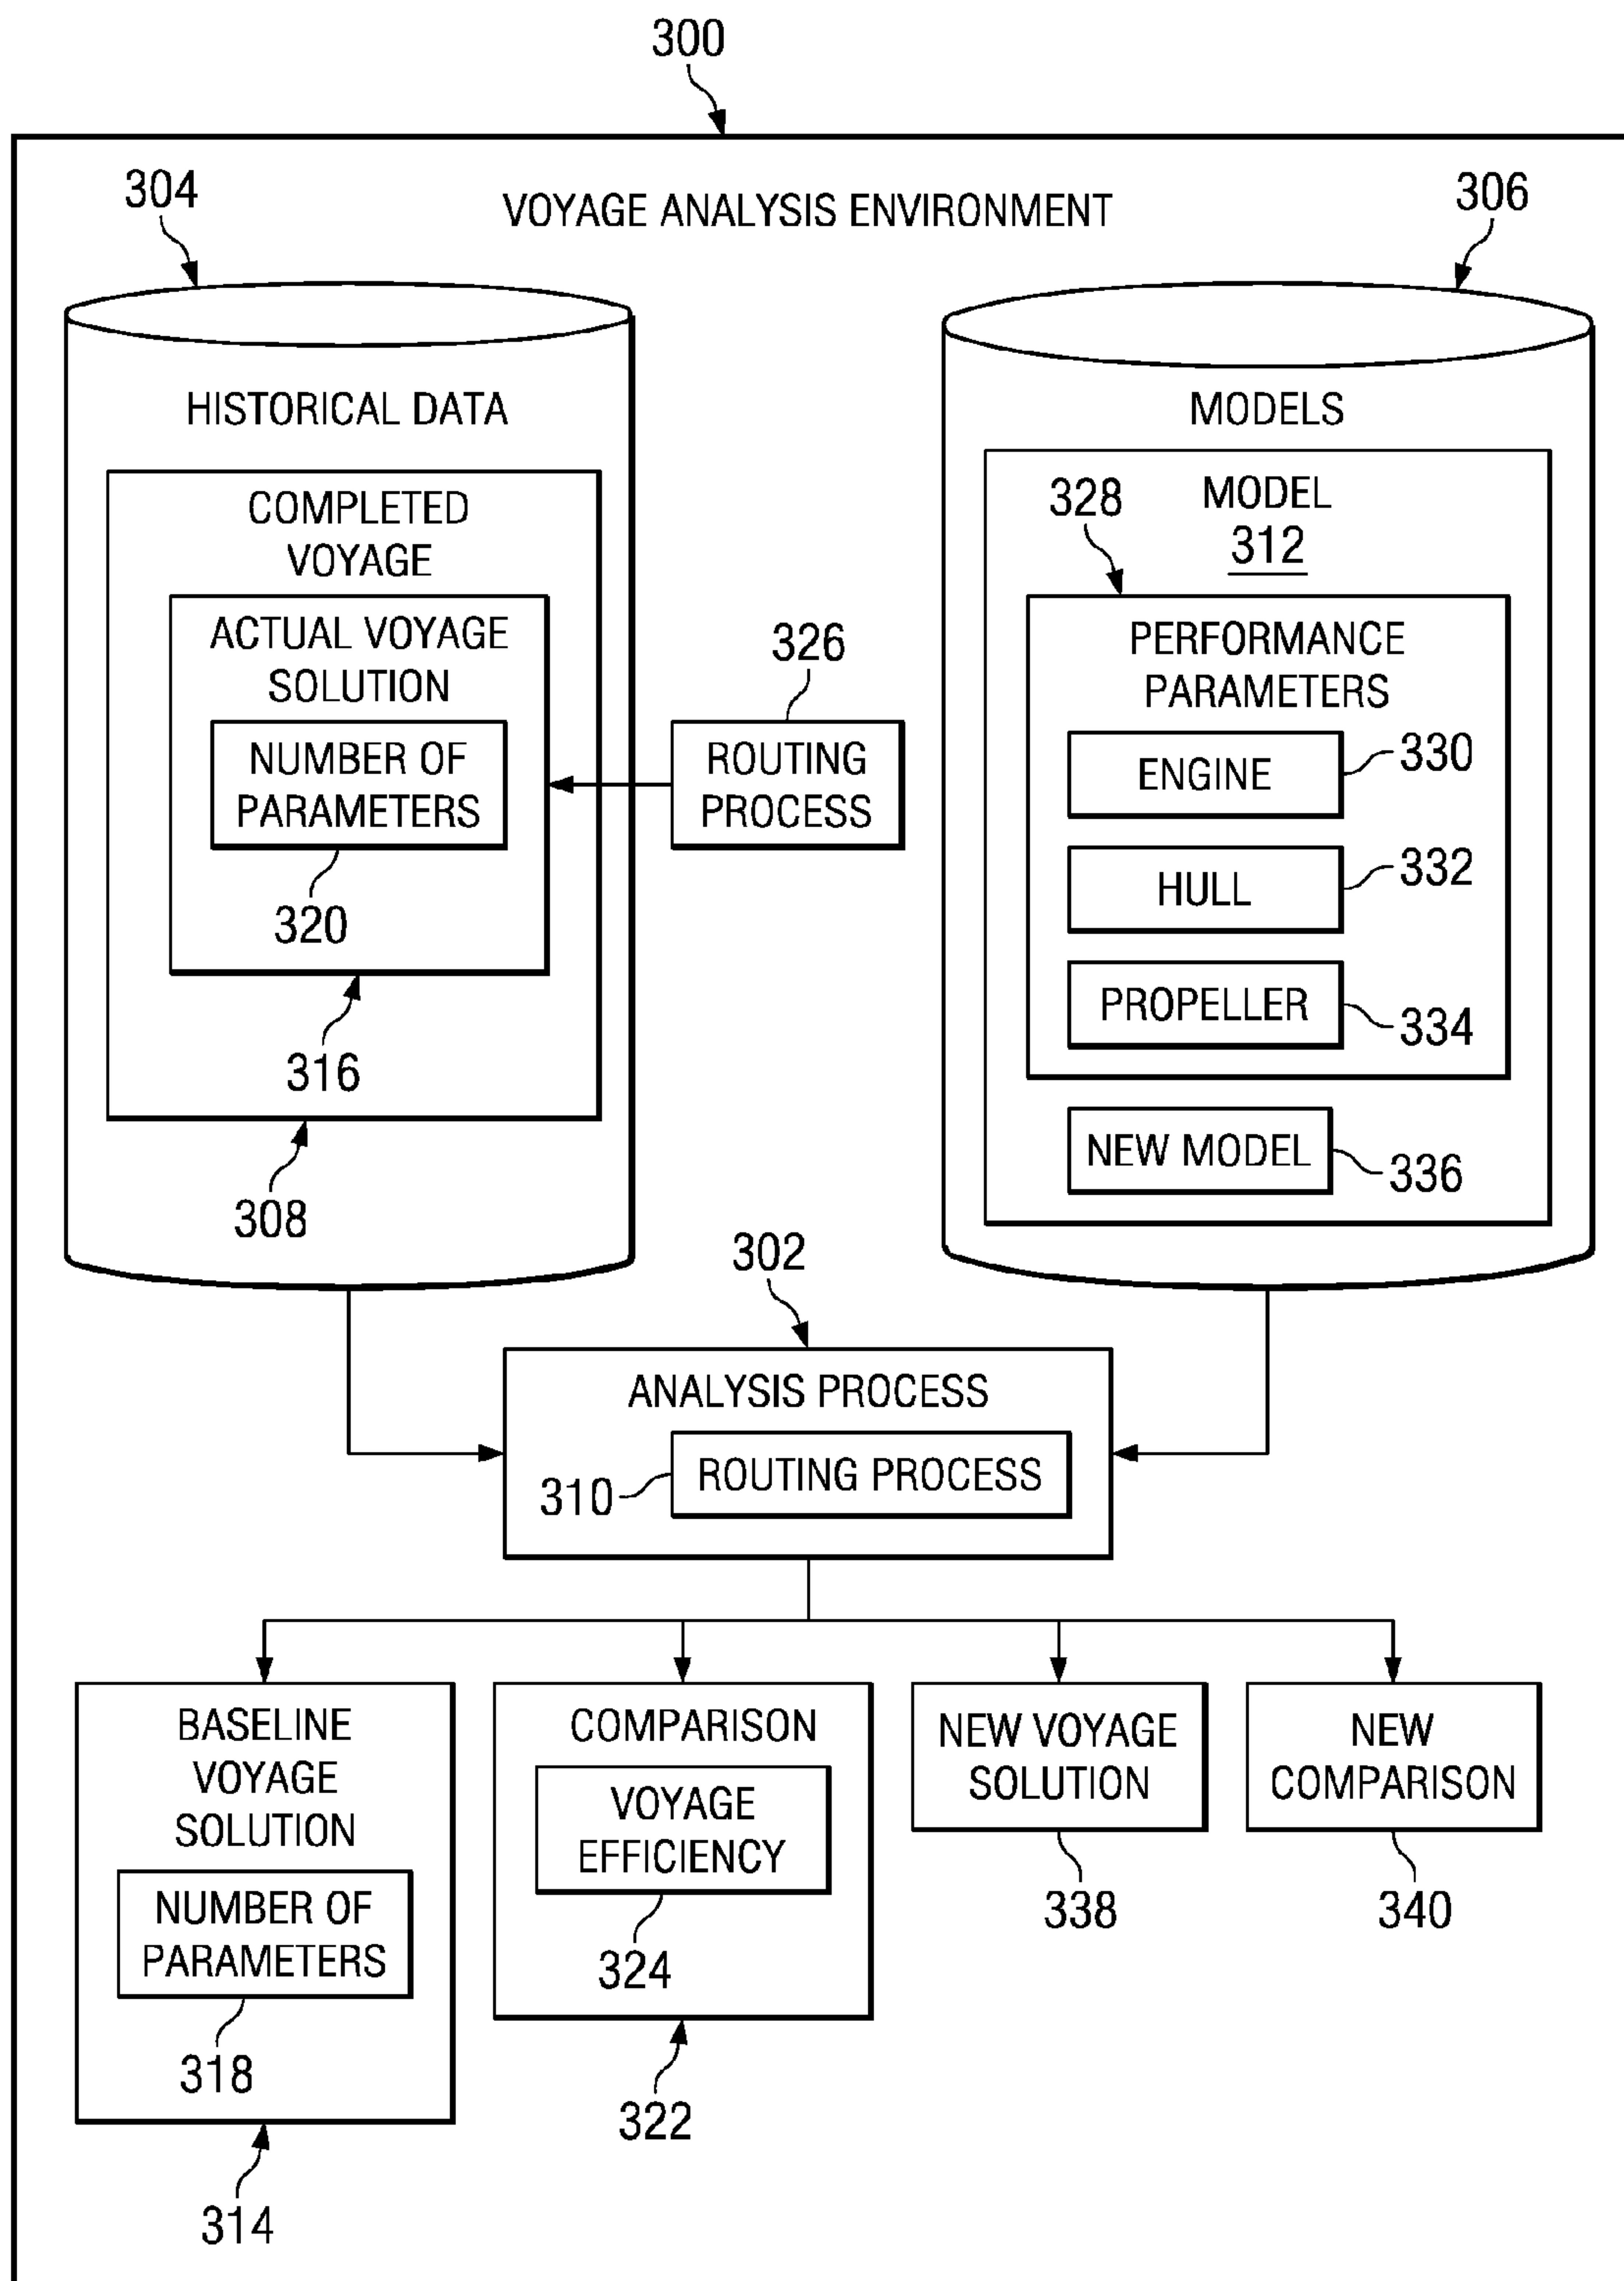 300
304
VOYAGE ANALYSIS ENVIRONMENT
306
HISTORICAL DATA
COMPLETED
VOYAGE
ACTUAL VOYAGE
SOLUTION
NUMBER OF
PARAMETERS
320
316
308
326
ROUTING
PROCESS
MODELS
MODEL
312
328
PERFORMANCE
PARAMETERS
ENGINE
330
HULL
332
PROPELLER
334
NEW MODEL
336
302
ANALYSIS PROCESS
310
ROUTING PROCESS
BASELINE
VOYAGE
SOLUTION
NUMBER OF
PARAMETERS
318
314
COMPARISON
VOYAGE
EFFICIENCY
324
322
NEW VOYAGE
SOLUTION
338
NEW
COMPARISON
340